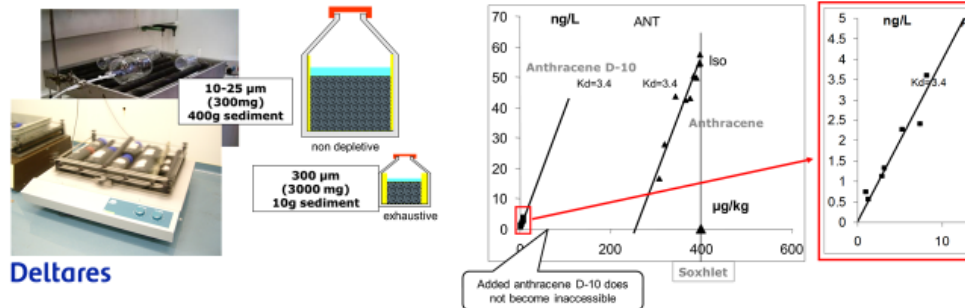 10-25 µm
(300mg)
400g sediment
non depletive
300 µm
(3000 mg)
10g sediment
exhaustive
Deltares
ng/L
ANT
70
60
50
40
30
20
10
0
Anthracene D-10
Kd=3.4
Kd=3.4
Iso
Anthracene
µg/kg
0
200
400
600
Soxhlet
Added anthracene D-10 does
not become inaccessible
ng/L
5
4.5
4
3.5
3
2.5
2
1.5
1
0.5
0
Kd=3.4
0
10